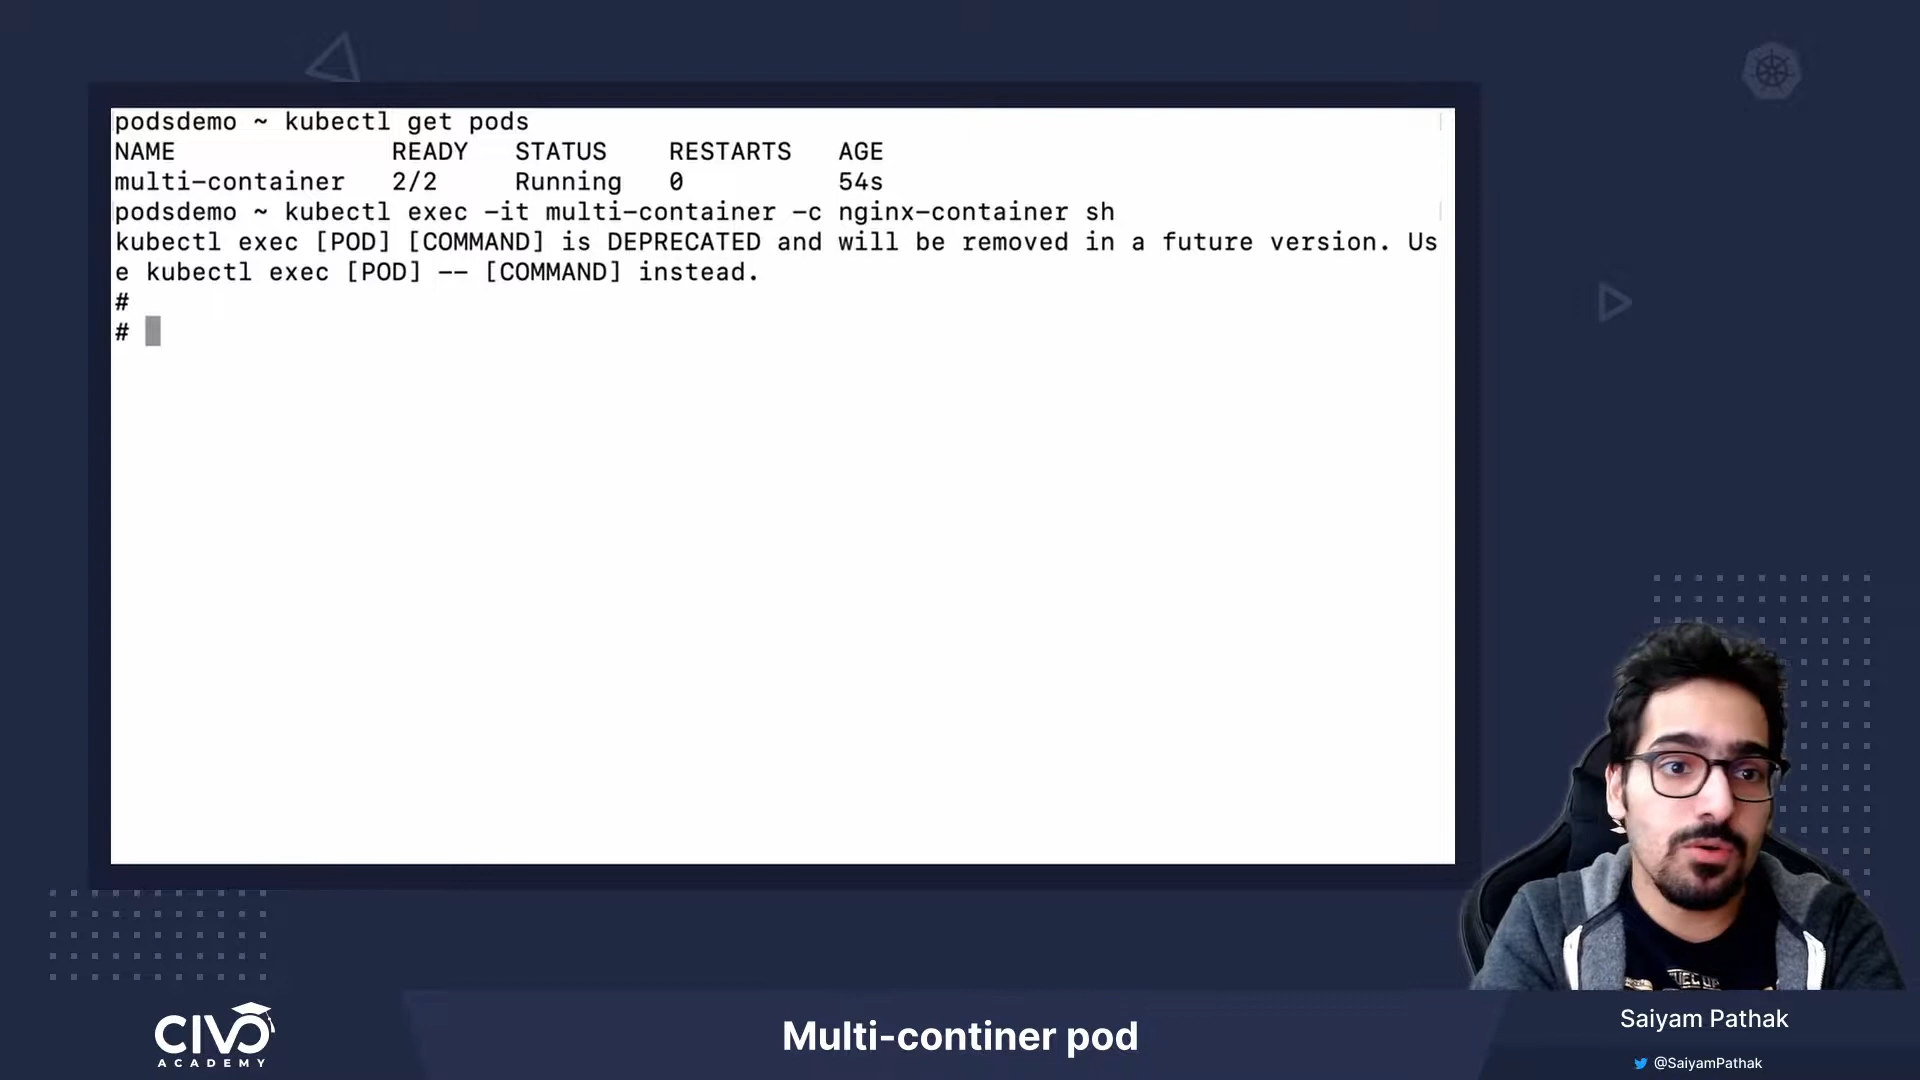 podsdemo ~ kubectl get pods
NAME READY STATUS RESTARTS AGE
multi-container 2/2 Running 0 54s
podsdemo ~ kubectl exec -it multi-container -c nginx-container sh
kubectl exec [POD] [COMMAND] is DEPRECATED and will be removed in a future version. Us
e kubectl exec [POD] -- [COMMAND] instead.
#
#
CIVO
ACADEMY
Multi-continer pod
Saiyam Pathak
@SaiyamPathak